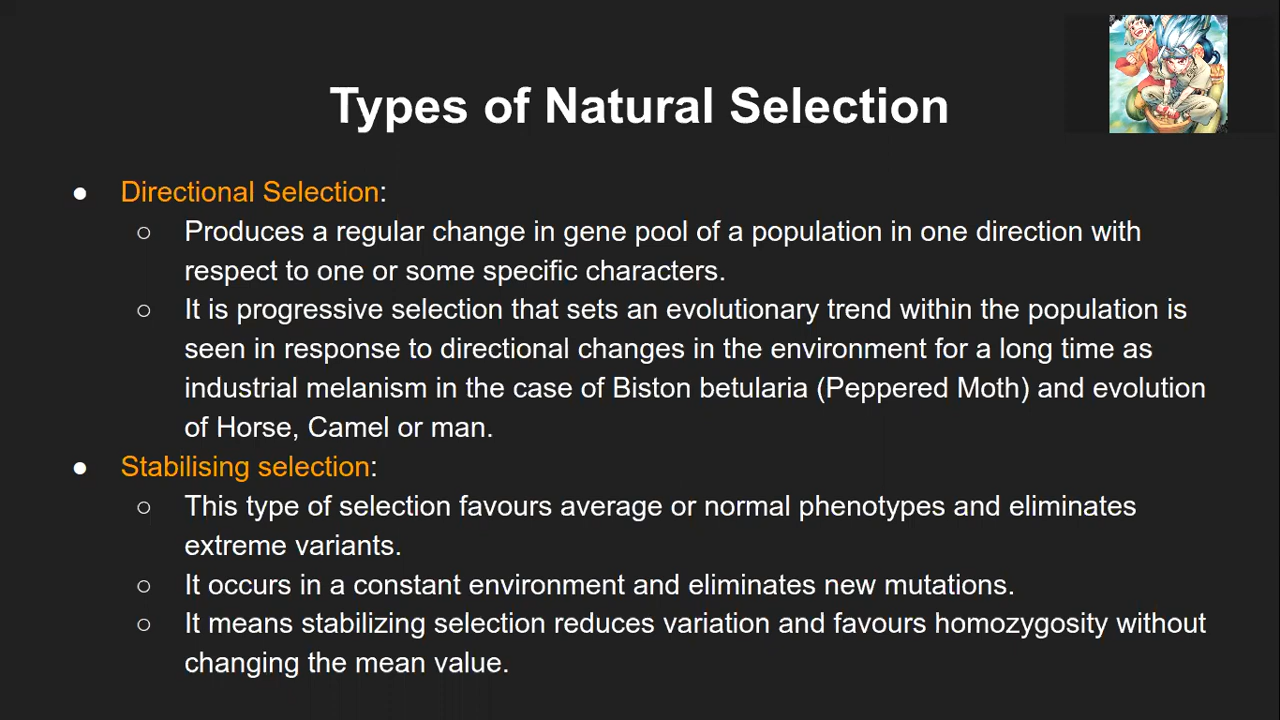 Types of Natural Selection
● Directional Selection:
○ Produces a regular change in gene pool of a population in one direction with
respect to one or some specific characters.
○ It is progressive selection that sets an evolutionary trend within the population is
seen in response to directional changes in the environment for a long time as
industrial melanism in the case of Biston betularia (Peppered Moth) and evolution
of Horse, Camel or man.
● Stabilising selection:
○ This type of selection favours average or normal phenotypes and eliminates
extreme variants.
○ It occurs in a constant environment and eliminates new mutations.
○ It means stabilizing selection reduces variation and favours homozygosity without
changing the mean value.